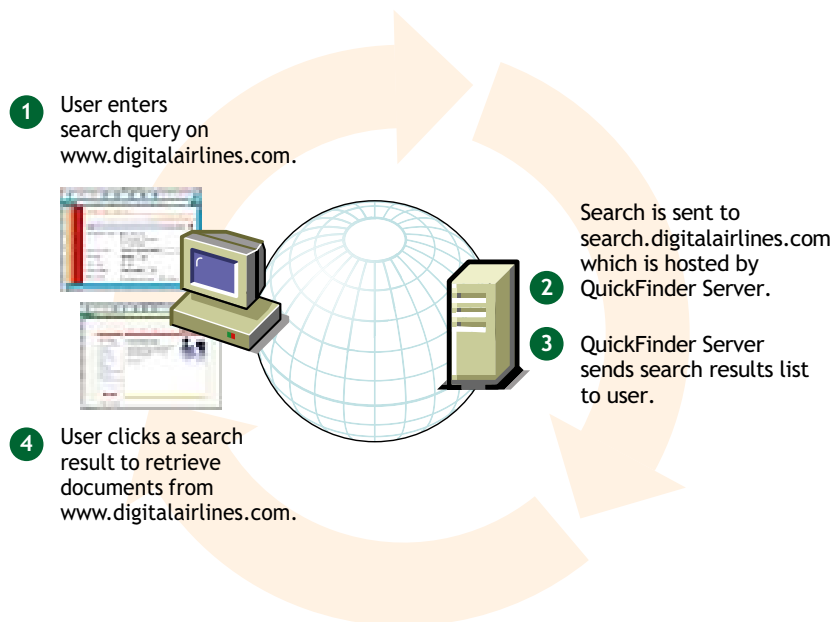 1
User enters
search query on
www.digitalairlines.com.
Search is sent to
search.digitalairlines.com
which is hosted by
2
QuickFinder Server.
3
QuickFinder Server
sends search results list
to user.
4
User clicks a search
result to retrieve
documents from
www.digitalairlines.com.